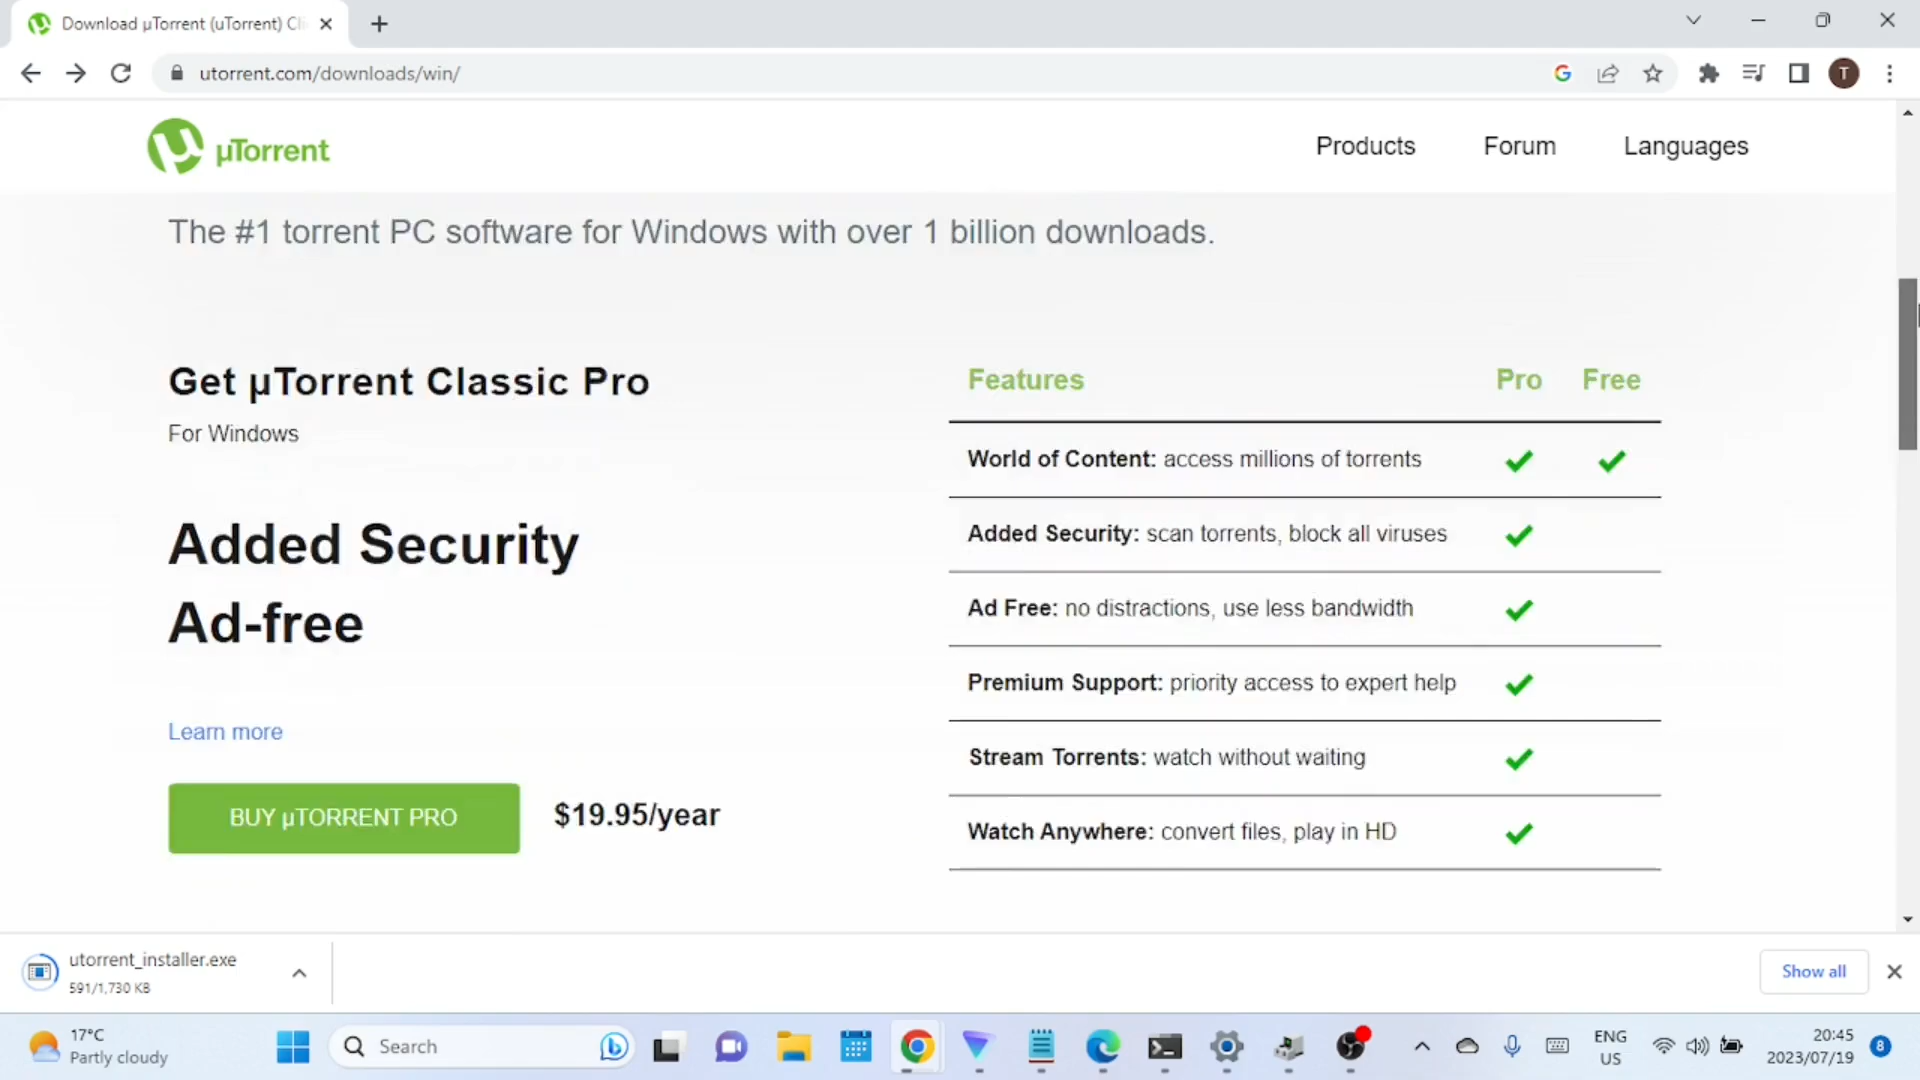 Download µTorrent (uTorrent) Cl
utorrent.com/downloads/win/
T
µTorrent
Products
Forum
Languages
The #1 torrent PC software for Windows with over 1 billion downloads.
Get µTorrent Classic Pro
For Windows
Added Security
Ad-free
Learn more
BUY µTORRENT PRO
$19.95/year
Features Pro Free
World of Content: access millions of torrents
Added Security: scan torrents, block all viruses
Ad Free: no distractions, use less bandwidth
Premium Support: priority access to expert help
Stream Torrents: watch without waiting
Watch Anywhere: convert files, play in HD
utorrent_installer.exe
591/1,730 KB
Show all
17°C
Partly cloudy
Search
ENG
US
20:45
2023/07/19
8